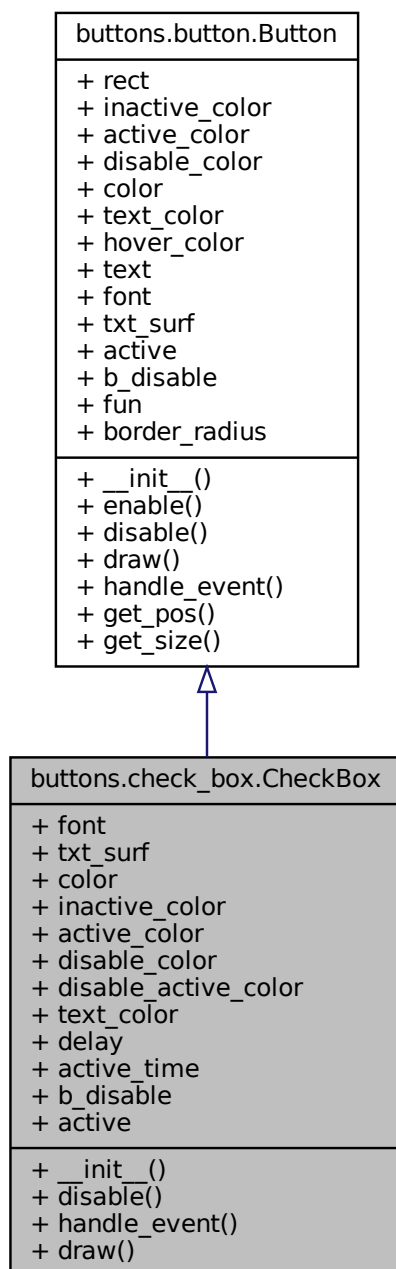 buttons.button.Button
+ rect
+ inactive_color
+ active_color
+ disable_color
+ color
+ text_color
+ hover_color
+ text
+ font
+ txt_surf
+ active
+ b_disable
+ fun
+ border_radius
+ __init__()
+ enable()
+ disable()
+ draw()
+ handle_event()
+ get_pos()
+ get_size()
buttons.check_box.CheckBox
+ font
+ txt_surf
+ color
+ inactive_color
+ active_color
+ disable_color
+ disable_active_color
+ text_color
+ delay
+ active_time
+ b_disable
+ active
+ __init__()
+ disable()
+ handle_event()
+ draw()